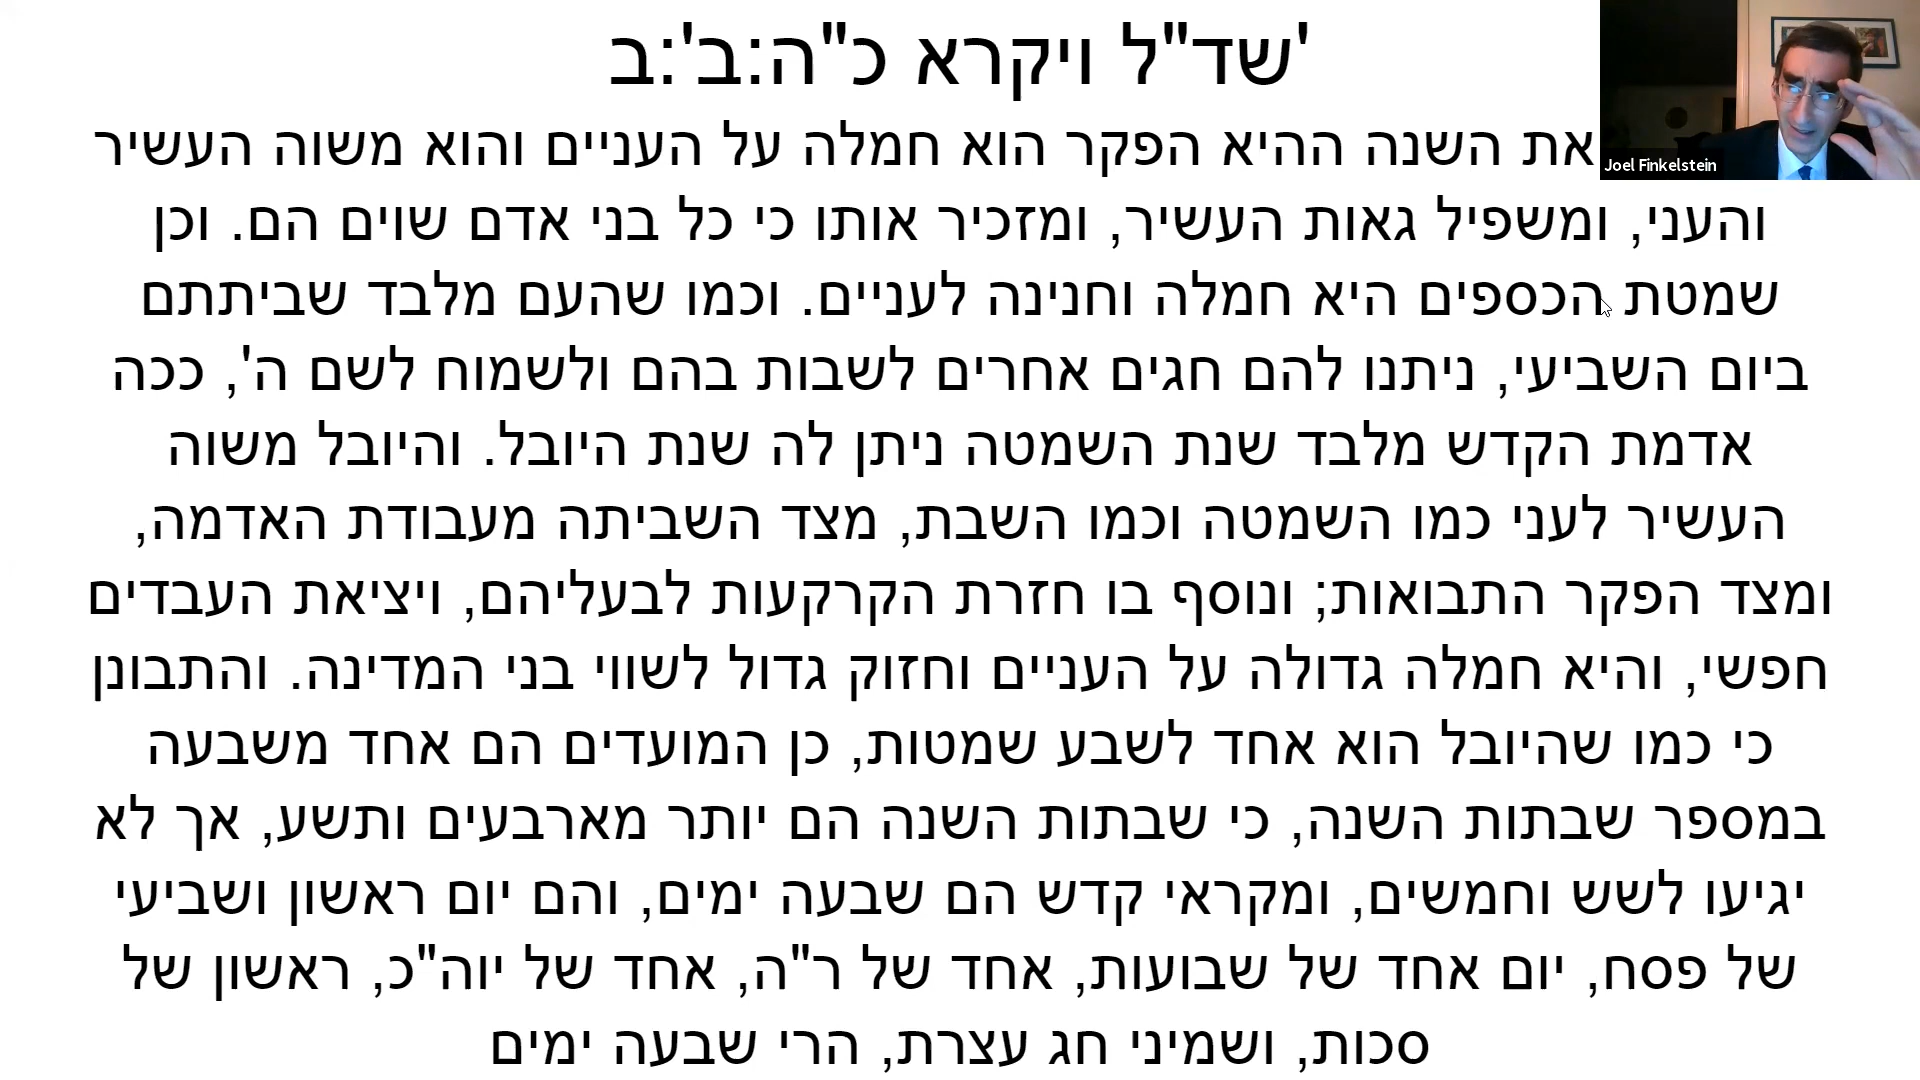 שד"ל ויקרא כ"ה:ב':ב'
את השנה ההיא הפקר הוא חמלה על העניים והוא משוה העשיר
והעני, ומשפיל גאות העשיר, ומזכיר אותו כי כל בני אדם שוים הם. וכן
שמטת הכספים היא חמלה וחנינה לעניים. וכמו שהעם מלבד שביתתם
ביום השביעי, ניתנו להם חגים אחרים לשבות בהם ולשמוח לשם ה', ככה
אדמת הקדש מלבד שנת השמטה ניתן לה שנת היובל. והיובל משוה
העשיר לעני כמו השמטה וכמו השבת, מצד השביתה מעבודת האדמה,
ומצד הפקר התבואות; ונוסף בו חזרת הקרקעות לבעליהם, ויציאת העבדים
חפשי, והיא חמלה גדולה על העניים וחזוק גדול לשווי בני המדינה. והתבונן
כי כמו שהיובל הוא אחד לשבע שמטות, כן המועדים הם אחד משבעה
במספר שבתות השנה, כי שבתות השנה הם יותר מארבעים ותשע, אך לא
יגיעו לשש וחמשים, ומקראי קדש הם שבעה ימים, והם יום ראשון ושביעי
של פסח, יום אחד של שבועות, אחד של ר"ה, אחד של יוה"כ, ראשון של
סכות, ושמיני חג עצרת, הרי שבעה ימים
Joel Finkelstein